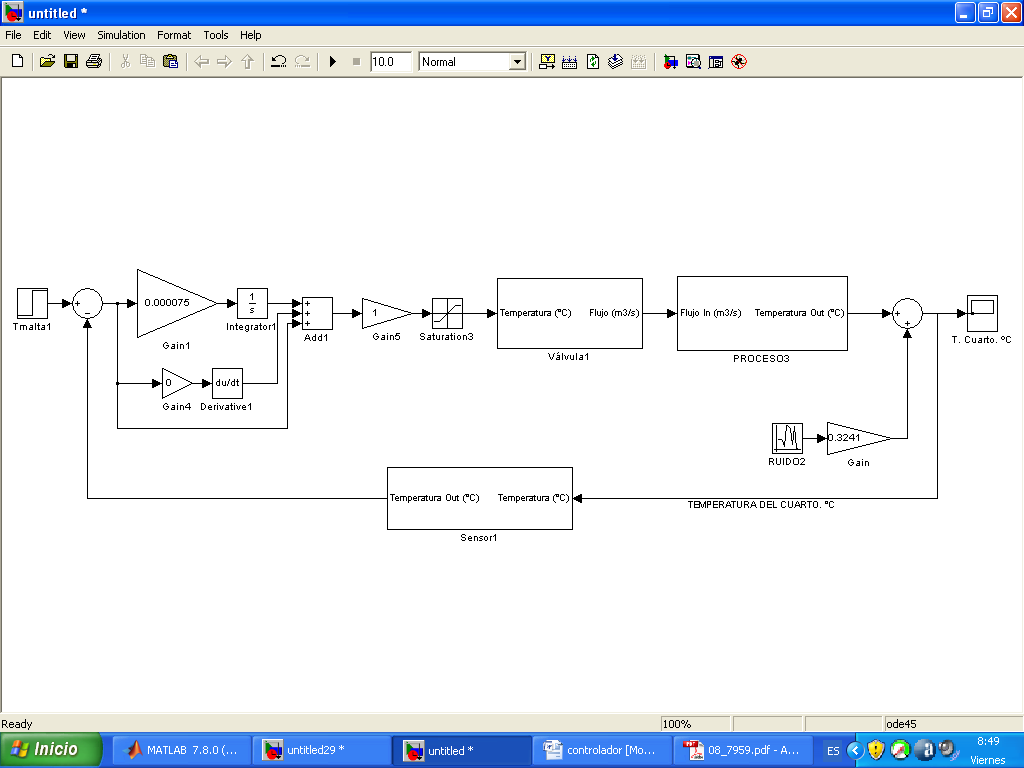 untitled *
File Edit View Simulation Format Tools Help
10.0 Normal
Tmalta1
+
−
0.000075
Gain1
1
s
Integrator1
+
+
+
Add1
1
Gain5
Saturation3
Temperatura (ºC) Flujo (m3/s)
Válvula1
Flujo In (m3/s) Temperatura Out (ºC)
PROCESO3
+
+
T. Cuarto. ºC
0
Gain4
du/dt
Derivative1
RUIDO2
0.3241
Gain
Temperatura Out (ºC) Temperatura (ºC)
Sensor1
TEMPERATURA DEL CUARTO. ºC
Ready 100% ode45
Inicio MATLAB 7.8.0 (... untitled29 * untitled * controlador [Mo... 08_7959.pdf - A... ES 8:49
Viernes